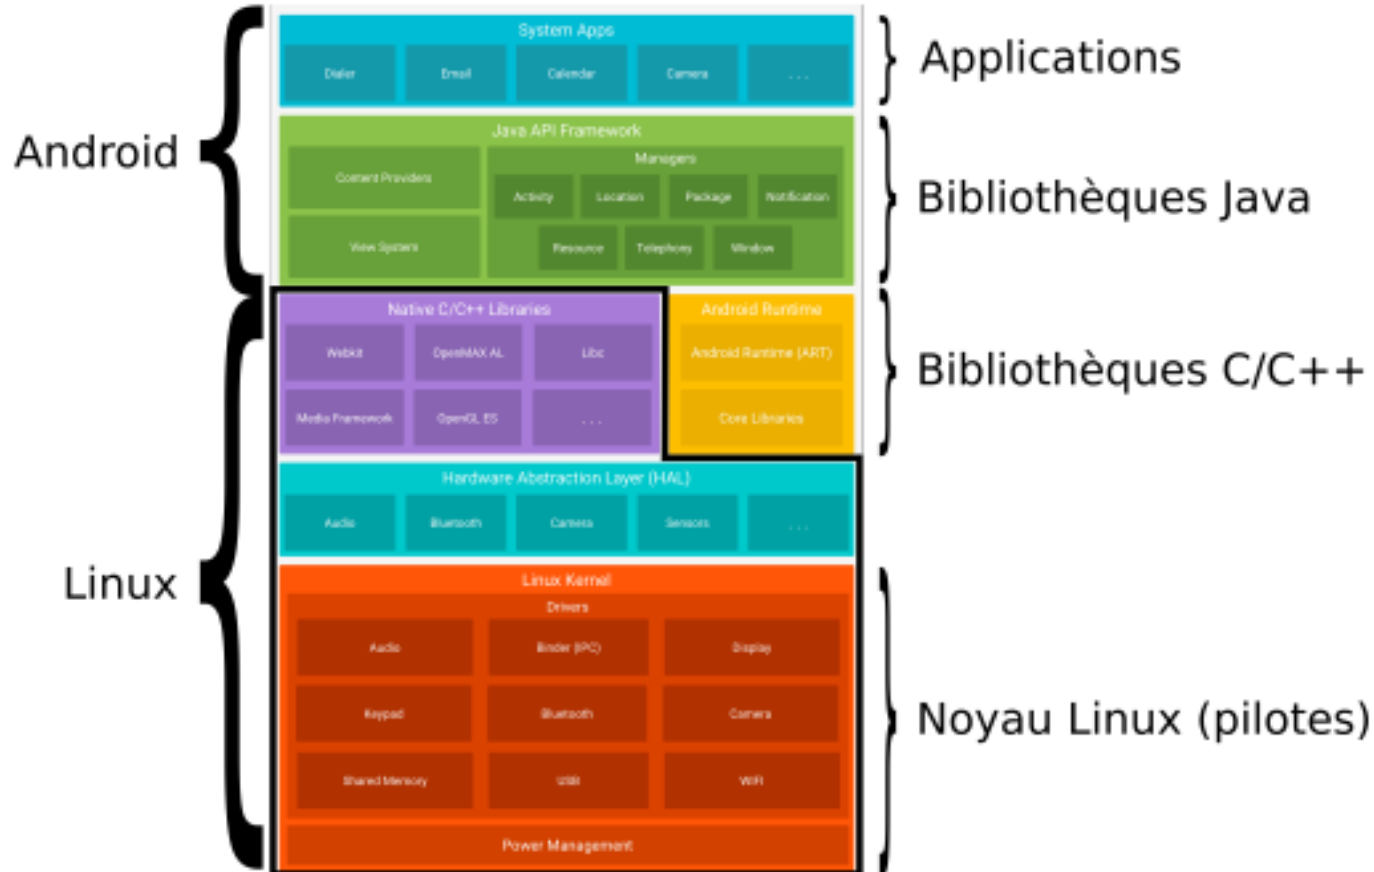 System Apps
Dialer
Email
Calendar
Camera
...
Applications
Android
Java API Framework
Content Providers
View System
Managers
Activity
Location
Package
Notification
Resource
Telephony
Window
Bibliothèques Java
Native C/C++ Libraries
Webkit
OpenMAX AL
Libc
Media Framework
OpenGL ES
...
Android Runtime
Android Runtime (ART)
Core Libraries
Bibliothèques C/C++
Linux
Hardware Abstraction Layer (HAL)
Audio
Bluetooth
Camera
Sensors
...
Linux Kernel
Drivers
Audio
Binder (IPC)
Display
Keypad
Bluetooth
Camera
Shared Memory
USB
WIFI
Power Management
Noyau Linux (pilotes)